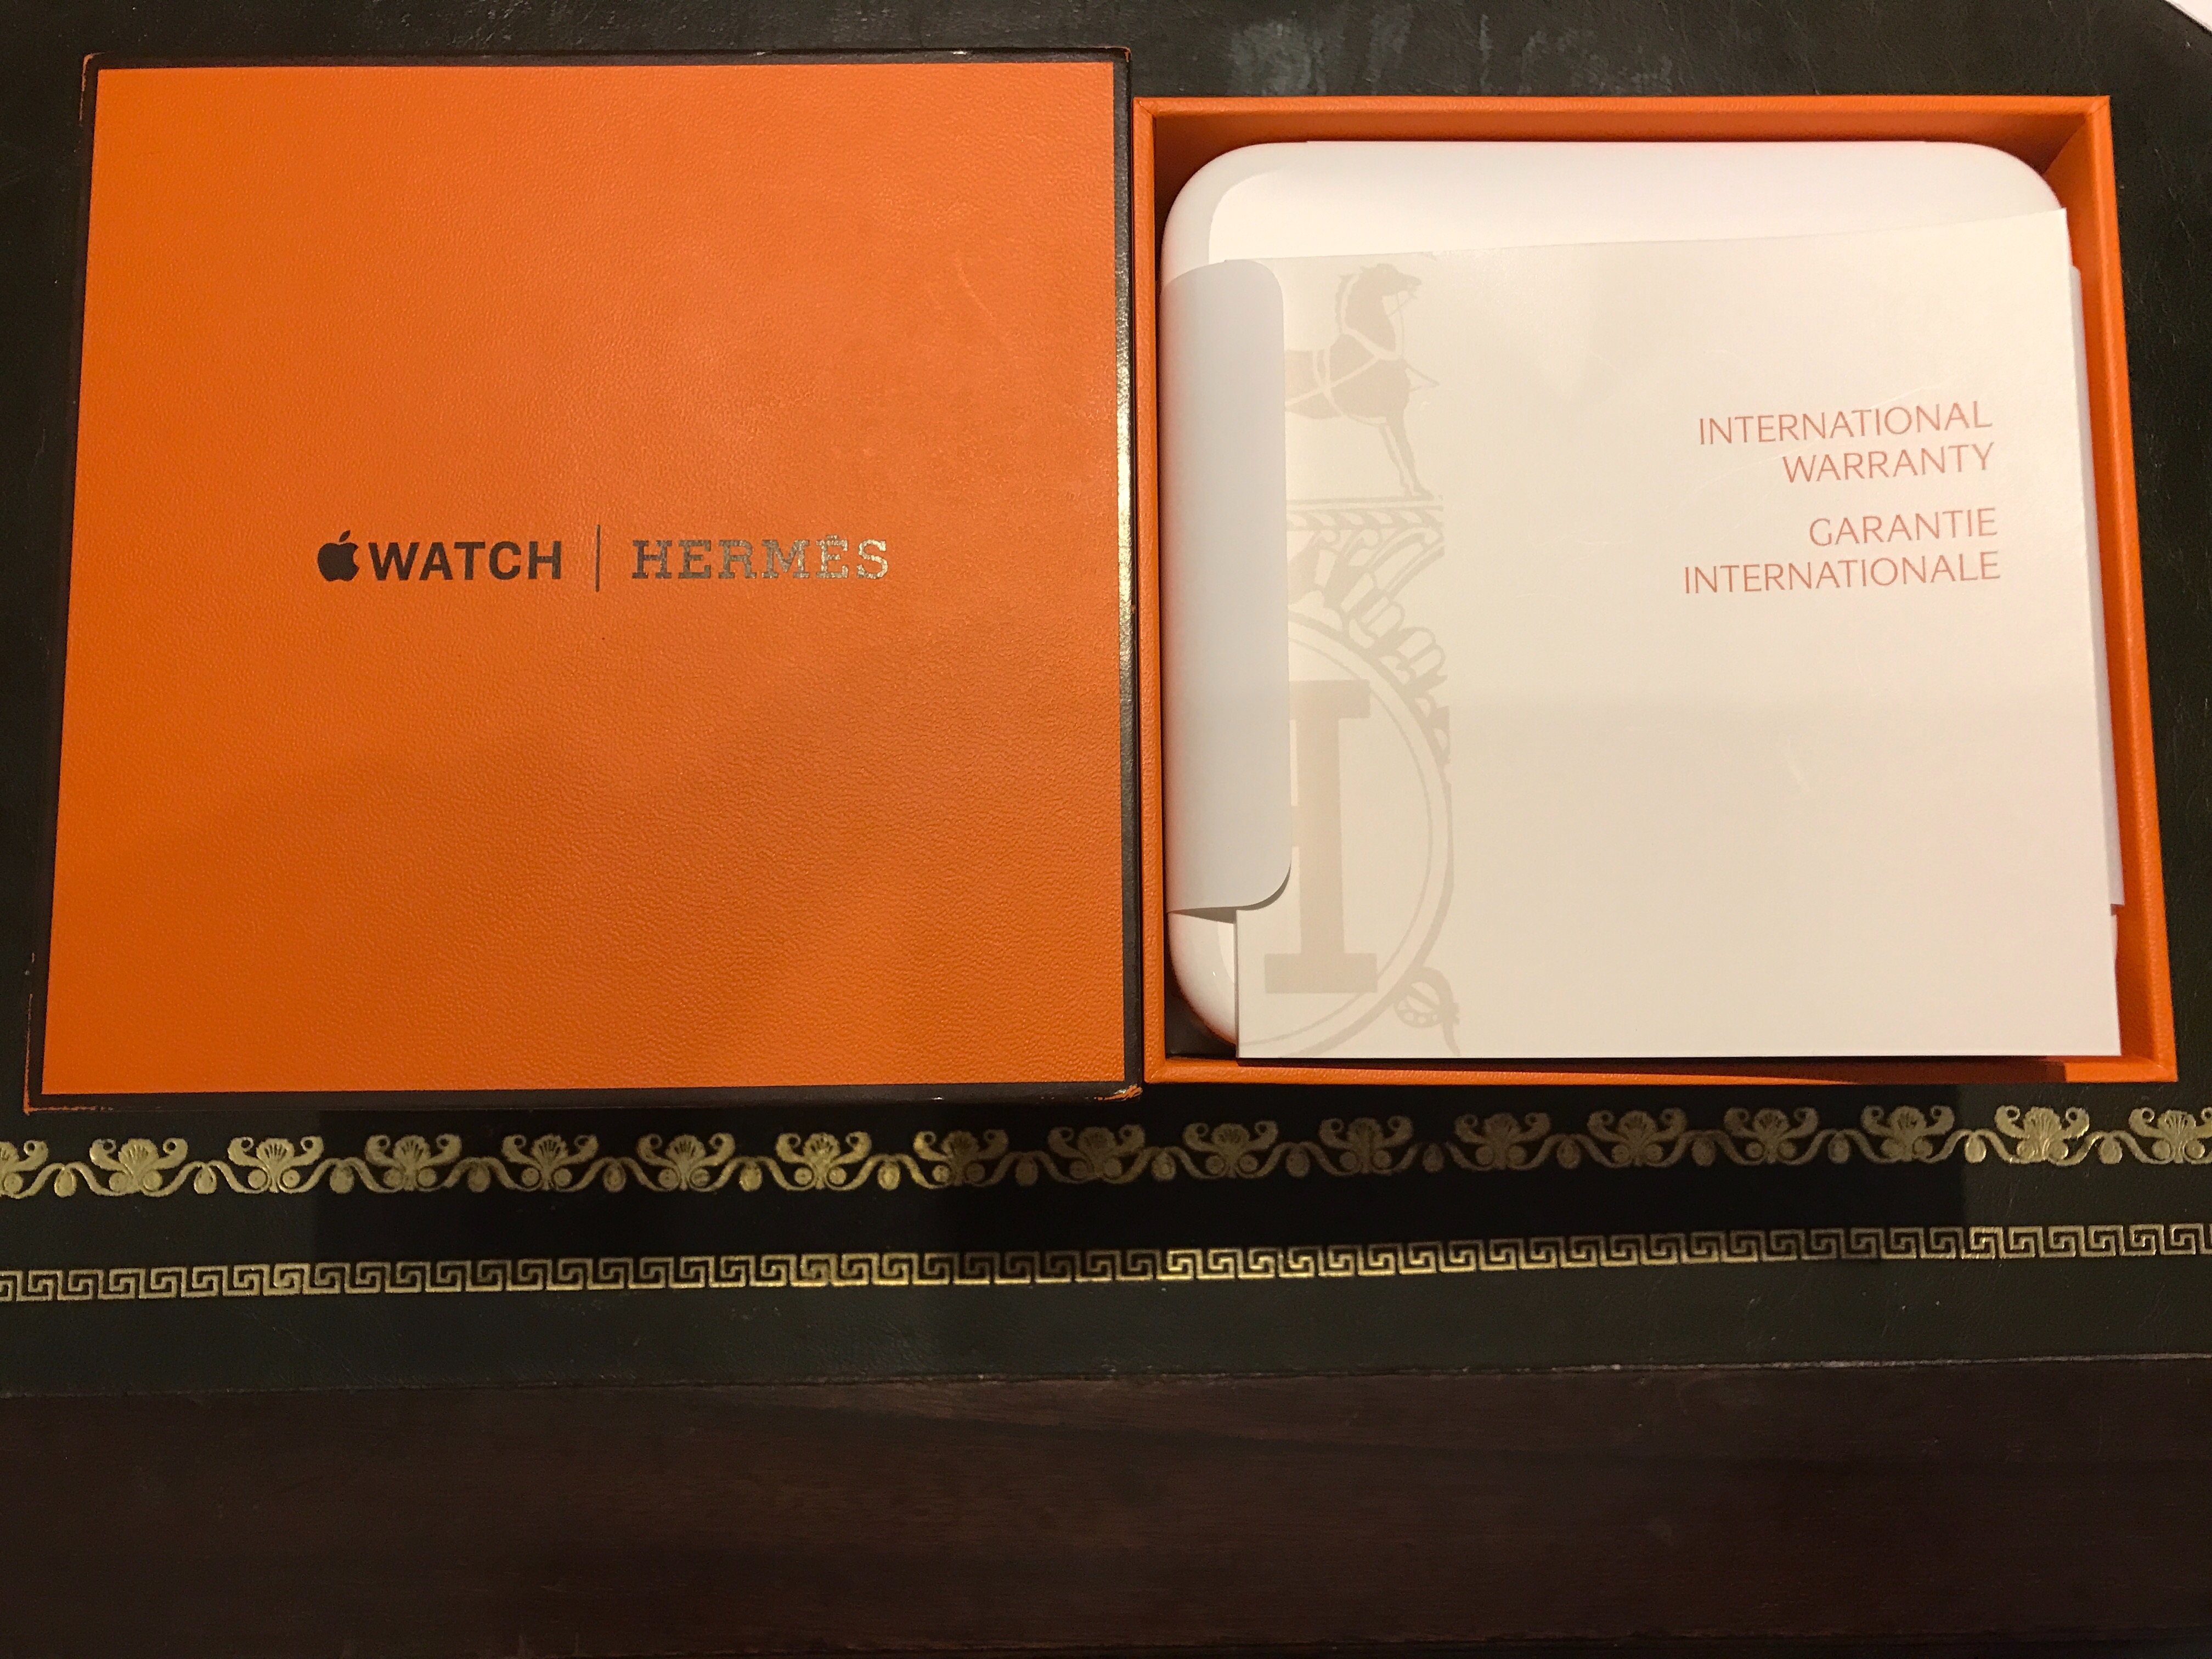 WATCH | HERMÈS
INTERNATIONAL
WARRANTY
GARANTIE
INTERNATIONALE
H